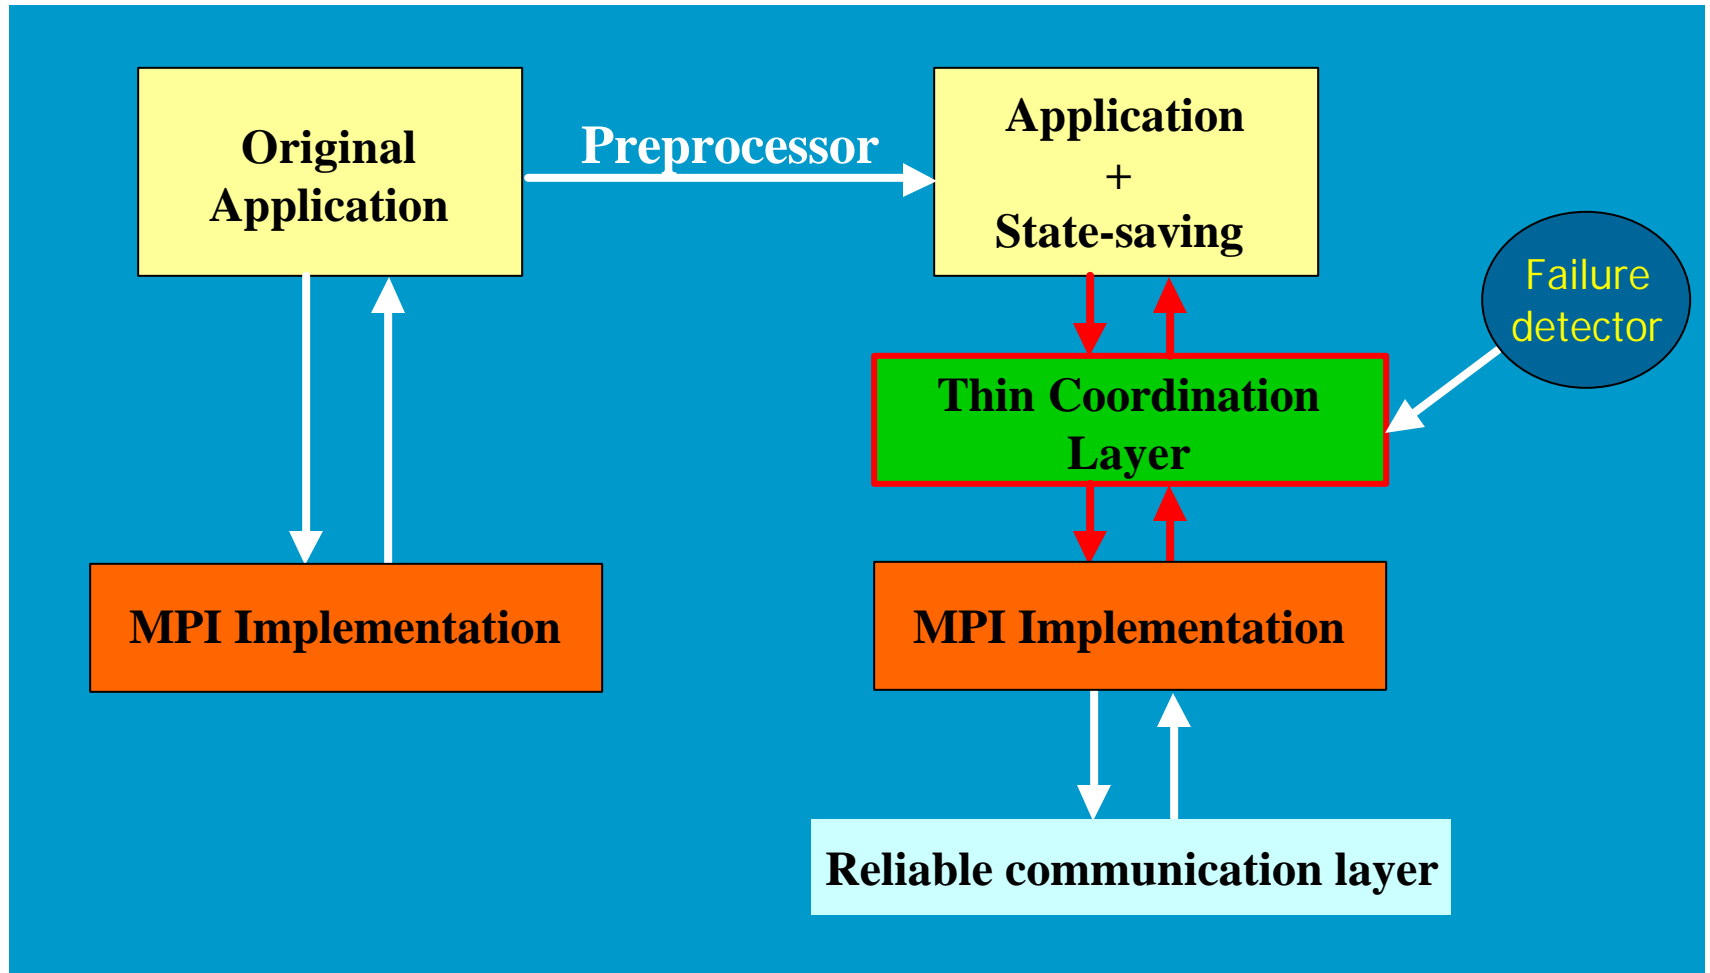 Original
Application
Preprocessor
Application
+
State-saving
Failure
detector
Thin Coordination
Layer
MPI Implementation
MPI Implementation
Reliable communication layer